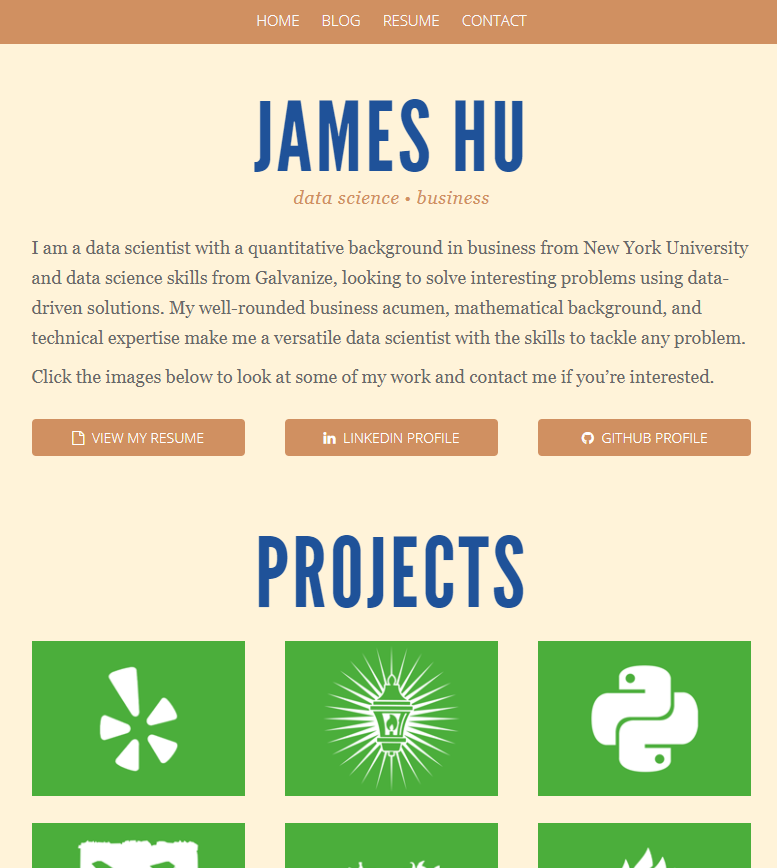 HOME BLOG RESUME CONTACT
JAMES HU
data science • business
I am a data scientist with a quantitative background in business from New York University
and data science skills from Galvanize, looking to solve interesting problems using data-
driven solutions. My well-rounded business acumen, mathematical background, and
technical expertise make me a versatile data scientist with the skills to tackle any problem.
Click the images below to look at some of my work and contact me if you’re interested.
VIEW MY RESUME LINKEDIN PROFILE GITHUB PROFILE
PROJECTS